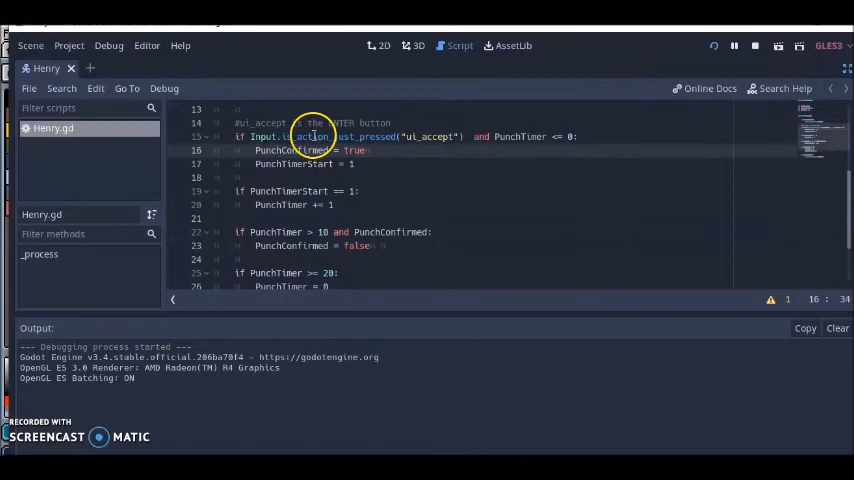 Scene Project Debug Editor Help 2D 3D Script AssetLib GLES3
Henry
File Search Edit Go To Debug Online Docs Search Help
Filter scripts
Henry.gd
Henry.gd
Filter methods
_process
13
14 #ui_accept is the ENTER button
15 if Input.is_action_just_pressed("ui_accept") and PunchTimer <= 0:
16 PunchConfirmed = true
17 PunchTimerStart = 1
18
19 if PunchTimerStart == 1:
20 PunchTimer += 1
21
22 if PunchTimer > 10 and PunchConfirmed:
23 PunchConfirmed = false
24
25 if PunchTimer >= 20:
26 PunchTimer = 0
1 16 : 34
Output: Copy Clear
--- Debugging process started ---
Godot Engine v3.4.stable.official.206ba70f4 - https://godotengine.org
OpenGL ES 3.0 Renderer: AMD Radeon(TM) R4 Graphics
OpenGL ES Batching: ON
RECORDED WITH
SCREENCAST MATIC